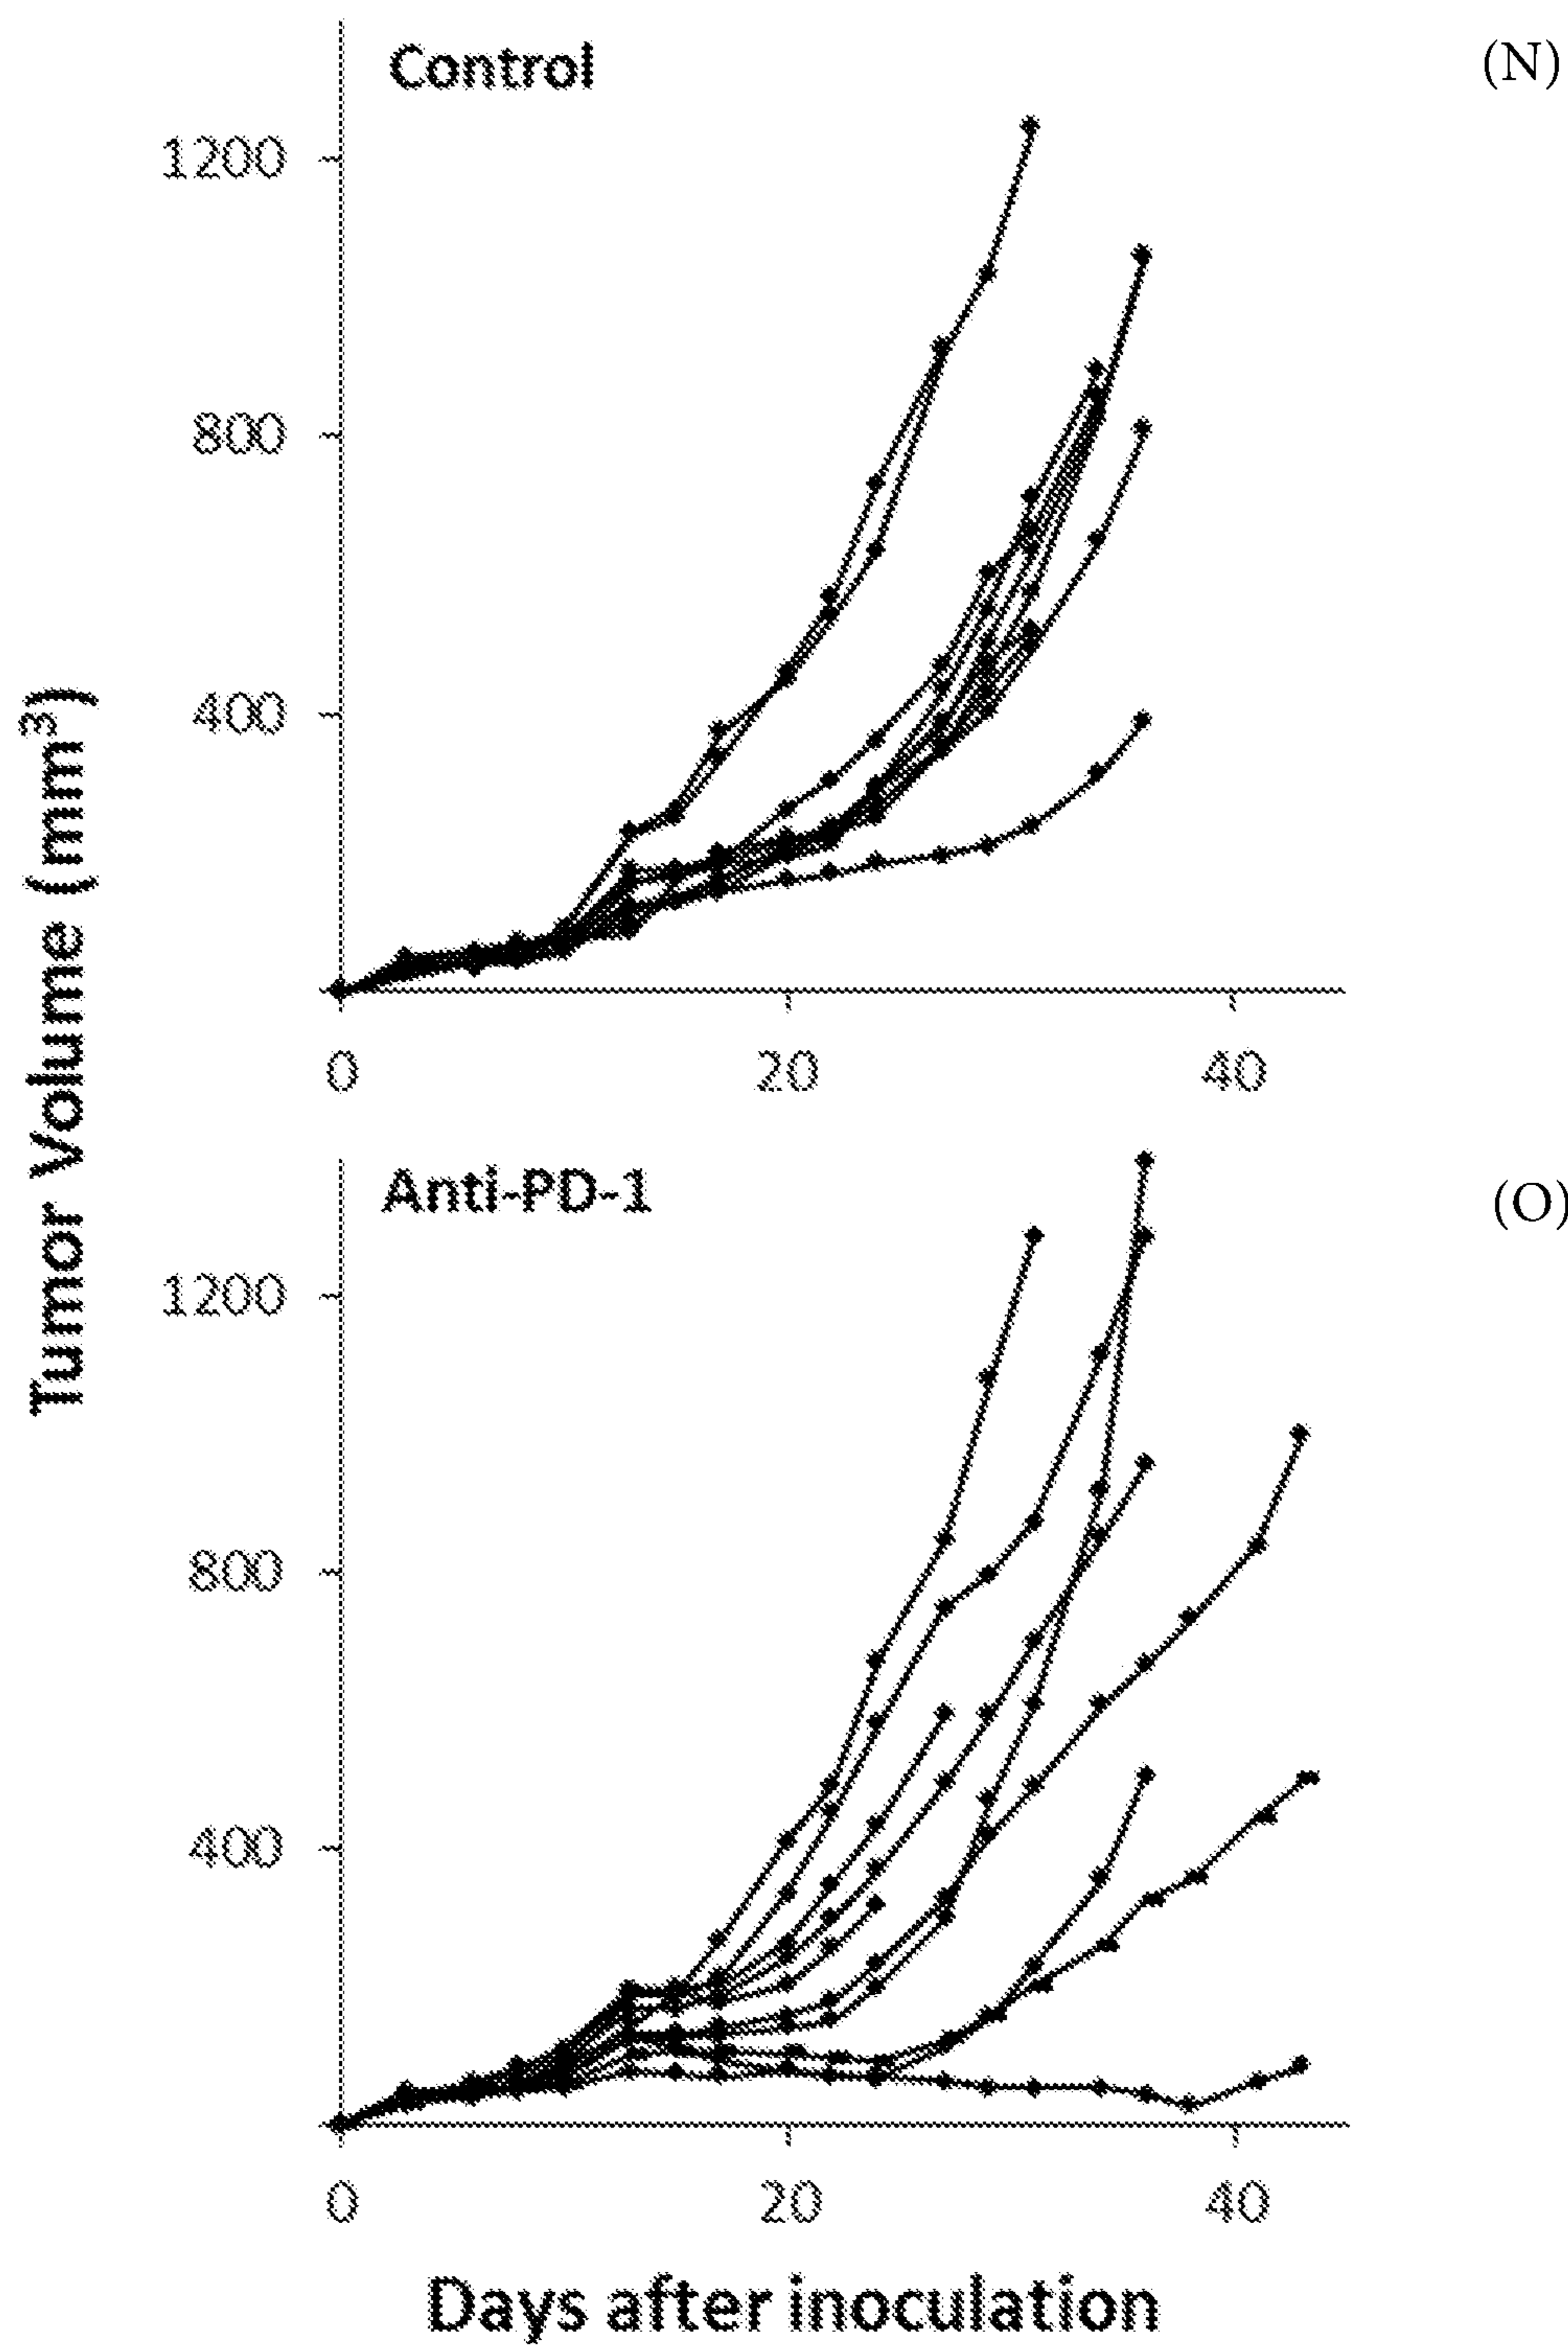 Control
(N)
1200
800
400
0 20 40
Tumor Volume (mm³)
Anti-PD-1
(O)
1200
800
400
0 20 40
Days after inoculation